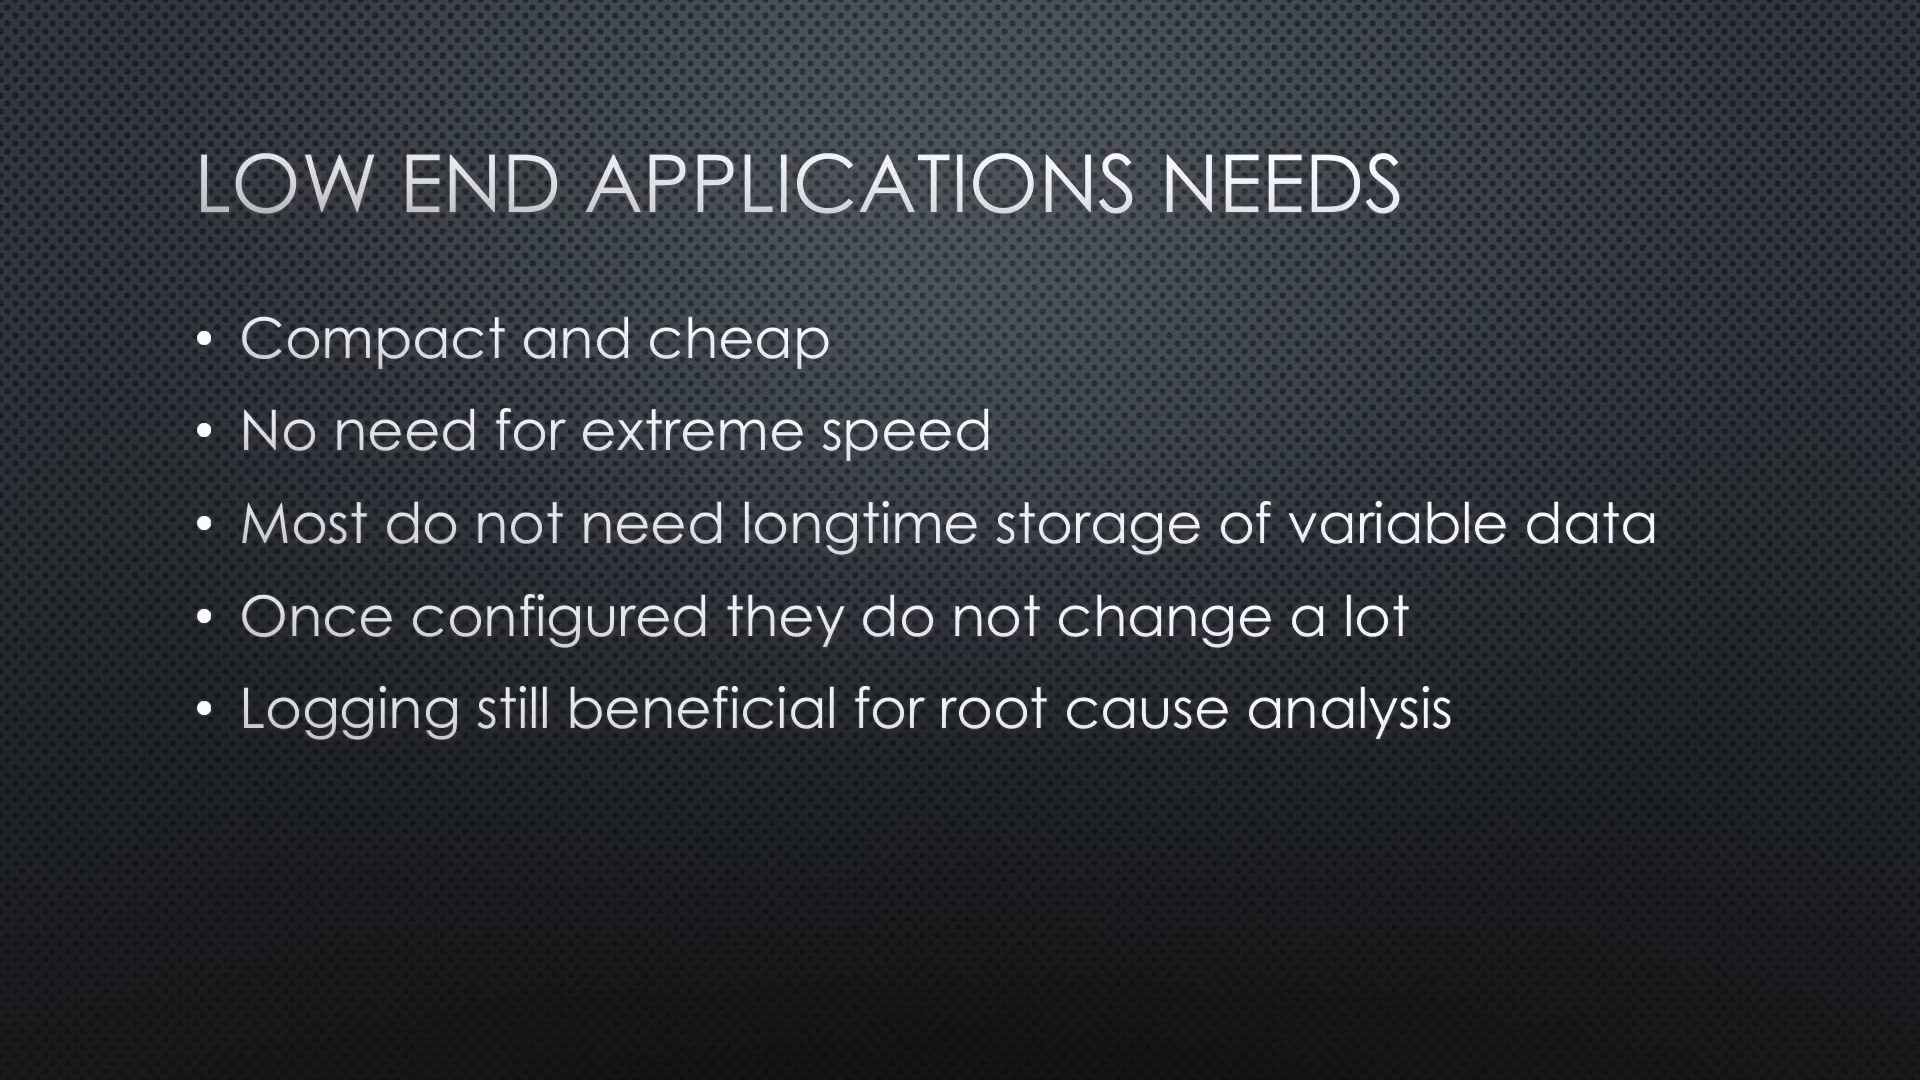 LOW END APPLICATIONS NEEDS
• Compact and cheap
• No need for extreme speed
• Most do not need longtime storage of variable data
• Once configured they do not change a lot
• Logging still beneficial for root cause analysis